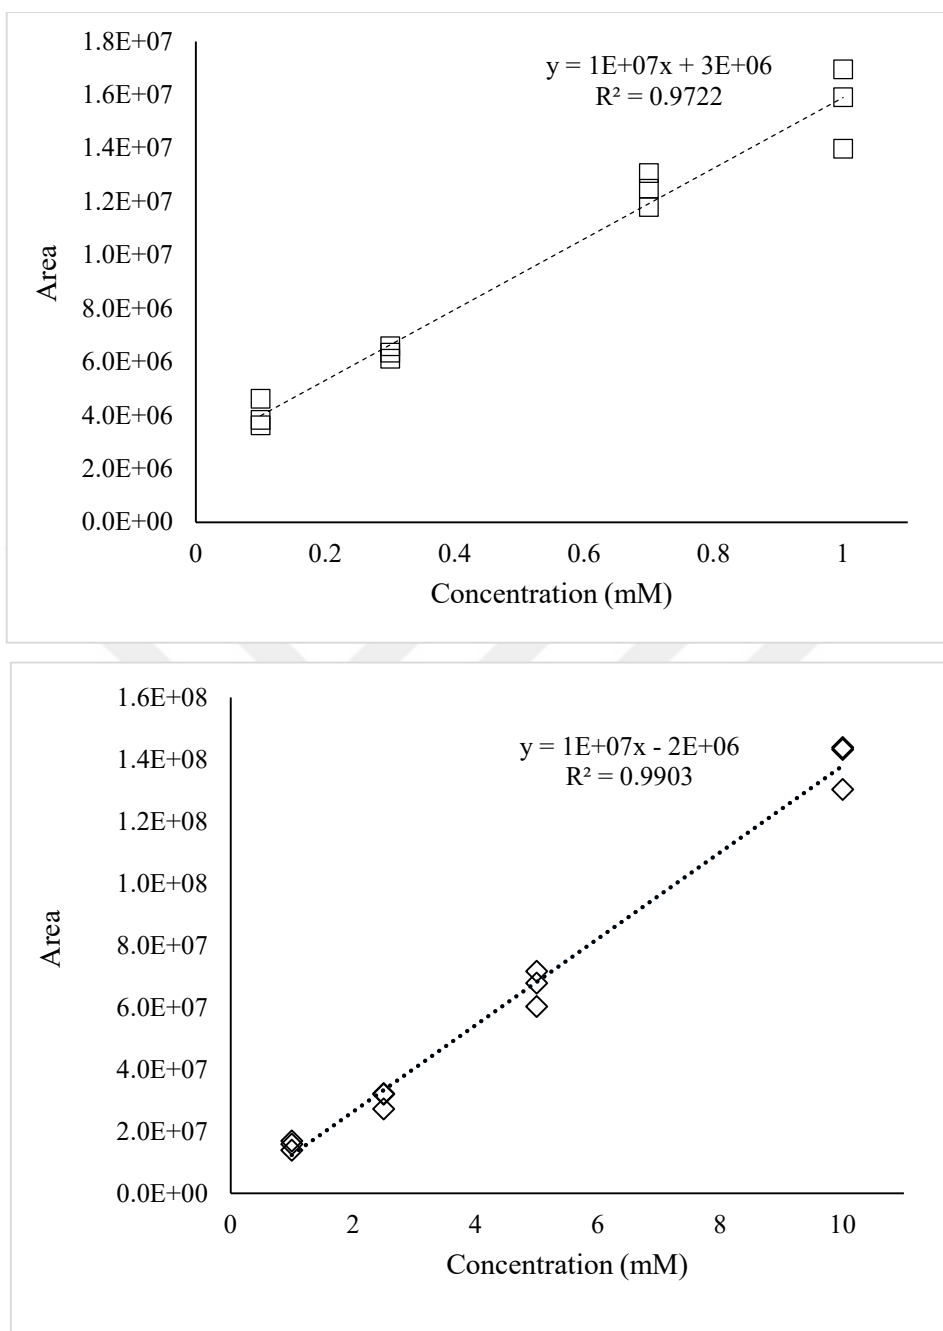 1.8E+07
1.6E+07
1.4E+07
1.2E+07
1.0E+07
8.0E+06
6.0E+06
4.0E+06
2.0E+06
0.0E+00
Area
y = 1E+07x + 3E+06
R² = 0.9722
0 0.2 0.4 0.6 0.8 1
Concentration (mM)
1.6E+08
1.4E+08
1.2E+08
1.0E+08
8.0E+07
6.0E+07
4.0E+07
2.0E+07
0.0E+00
Area
y = 1E+07x - 2E+06
R² = 0.9903
0 2 4 6 8 10
Concentration (mM)